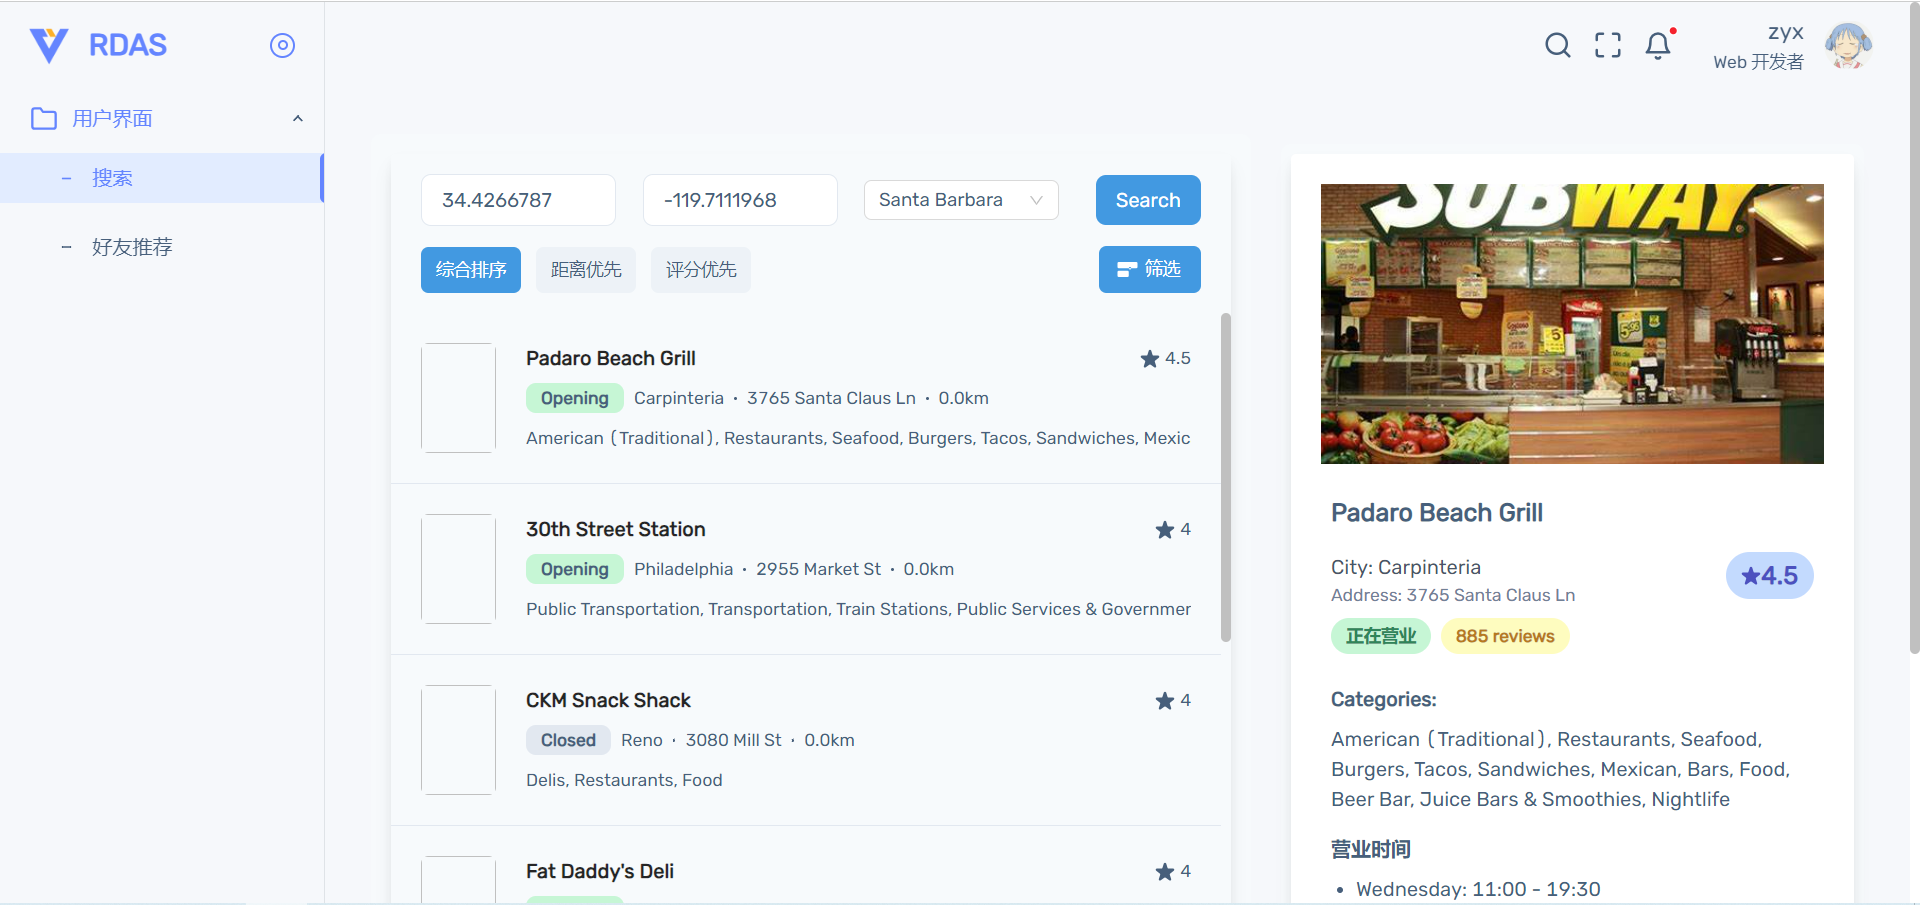 RDAS
zyx
Web 开发者
用户界面
搜索
好友推荐
34.4266787
-119.7111968
Santa Barbara
Search
综合排序
距离优先
评分优先
筛选
Padaro Beach Grill
4.5
Opening
Carpinteria · 3765 Santa Claus Ln · 0.0km
American (Traditional), Restaurants, Seafood, Burgers, Tacos, Sandwiches, Mexic
30th Street Station
4
Opening
Philadelphia · 2955 Market St · 0.0km
Public Transportation, Transportation, Train Stations, Public Services & Governmer
CKM Snack Shack
4
Closed
Reno · 3080 Mill St · 0.0km
Delis, Restaurants, Food
Fat Daddy's Deli
4
SUBWAY
Padaro Beach Grill
City: Carpinteria
Address: 3765 Santa Claus Ln
4.5
正在营业
885 reviews
Categories:
American (Traditional), Restaurants, Seafood,
Burgers, Tacos, Sandwiches, Mexican, Bars, Food,
Beer Bar, Juice Bars & Smoothies, Nightlife
营业时间
• Wednesday: 11:00 - 19:30